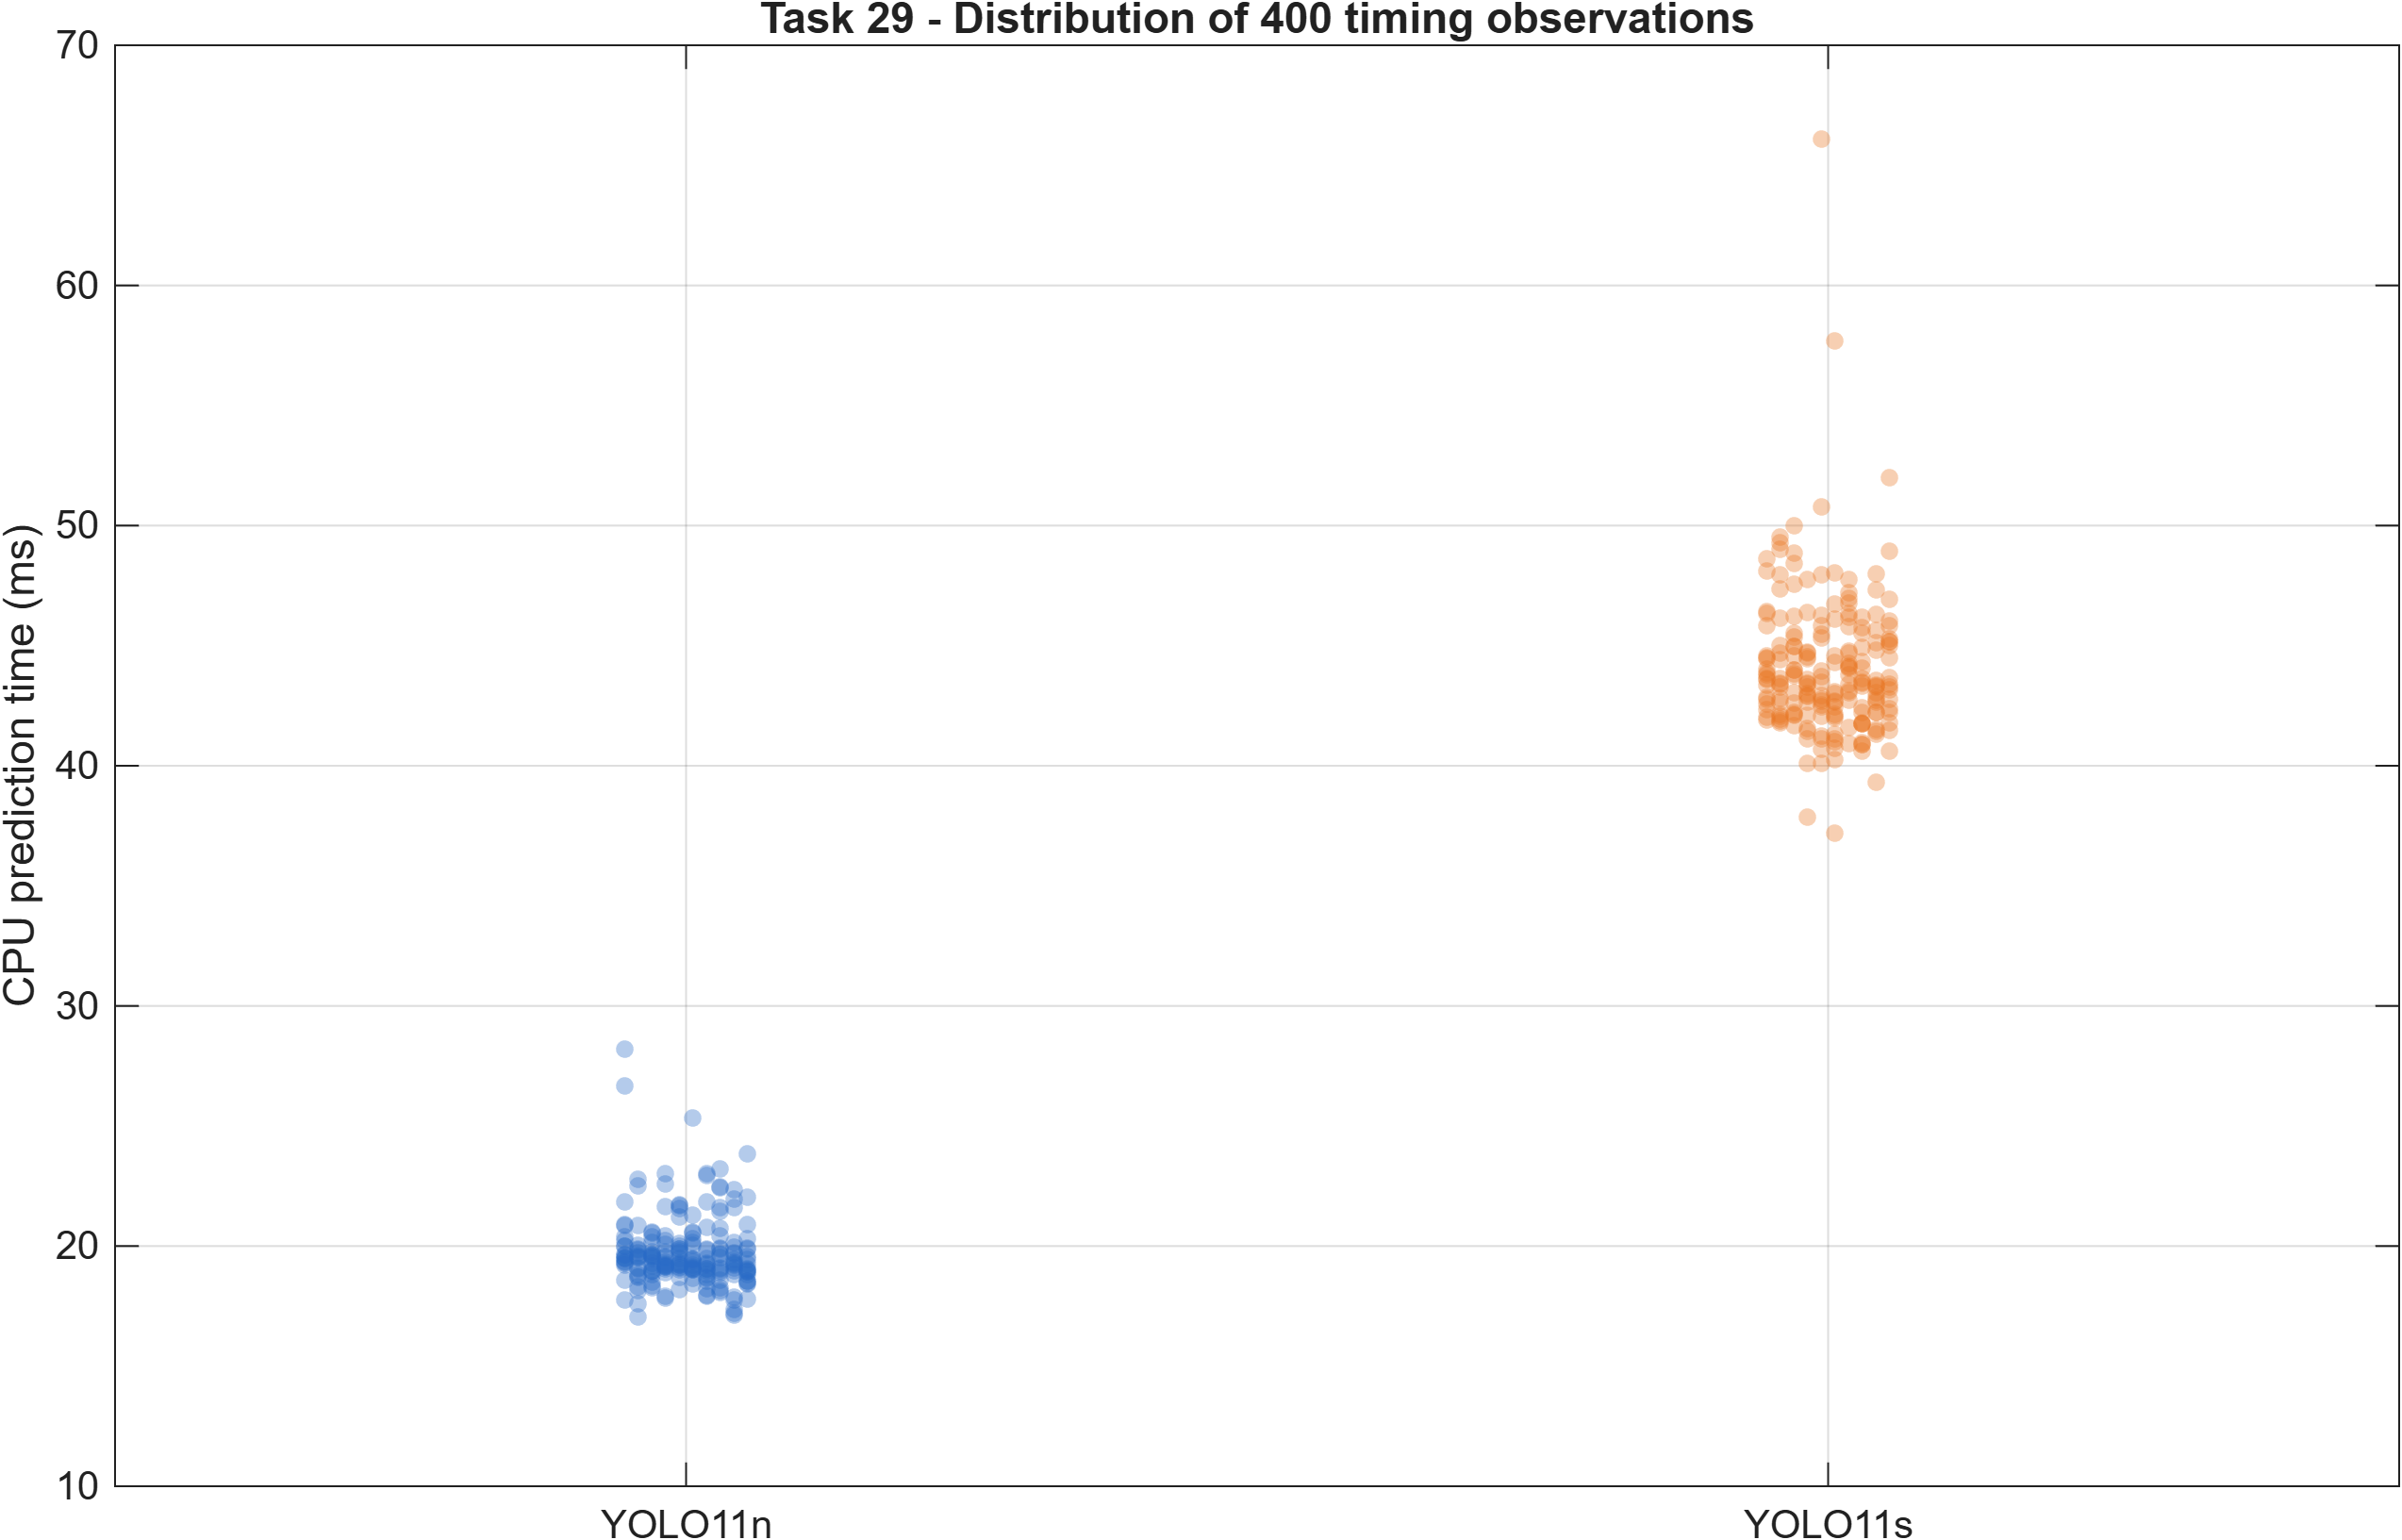 Task 29 - Distribution of 400 timing observations
70
60
50
40
30
20
10
CPU prediction time (ms)
YOLO11n
YOLO11s